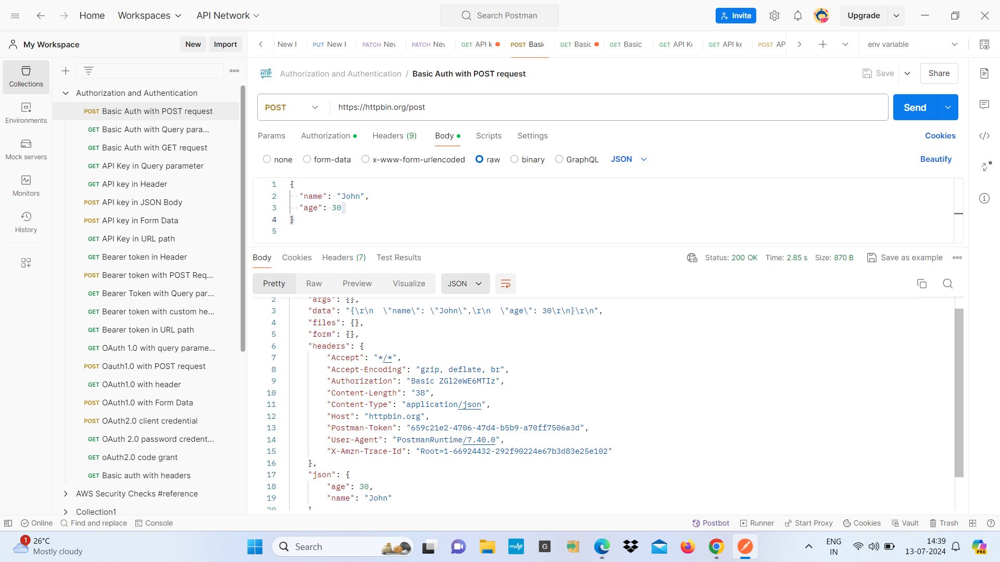 Home
Workspaces
API Network
Search Postman
Invite
Upgrade
My Workspace
New
Import
New F
PUT New F
PATCH Nev
PATCH Nev
GET API k
POST Basic
GET Basic
GET Basic
GET API Ke
GET API ke
POST AP
env variable
Collections
Environments
Mock servers
Monitors
History
Authorization and Authentication
POST Basic Auth with POST request
GET Basic Auth with Query para...
GET Basic Auth with GET request
GET API Key in Query parameter
GET API key in Header
POST API key in JSON Body
POST API key in Form Data
GET API Key in URL path
GET Bearer token in Header
POST Bearer token with POST Req...
GET Bearer Token with Query par...
GET Bearer token with custom he...
GET Bearer token in URL path
GET OAuth 1.0 with query parame...
POST Oauth1.0 with POST request
GET OAuth1.0 with header
POST OAuth1.0 with Form Data
POST OAuth2.0 client credential
GET OAuth 2.0 password credent...
GET oAuth2.0 code grant
GET Basic auth with headers
AWS Security Checks #reference
Collection1
HTTP Authorization and Authentication / Basic Auth with POST request
Save
Share
POST https://httpbin.org/post
Send
Params Authorization Headers (9) Body Scripts Settings
Cookies
none form-data x-www-form-urlencoded raw binary GraphQL JSON
Beautify
1 {
2 "name": "John",
3 "age": 30
4 }
5
Body Cookies Headers (7) Test Results
Status: 200 OK Time: 2.85 s Size: 870 B
Save as example
Pretty Raw Preview Visualize JSON
2 "args": {},
3 "data": "{\r\n  \"name\": \"John\",\r\n  \"age\": 30\r\n}\r\n",
4 "files": {},
5 "form": {},
6 "headers": {
7 "Accept": "*/*",
8 "Accept-Encoding": "gzip, deflate, br",
9 "Authorization": "Basic ZGl2eWE6MTIz",
10 "Content-Length": "38",
11 "Content-Type": "application/json",
12 "Host": "httpbin.org",
13 "Postman-Token": "659c21e2-4706-47d4-b5b9-a70ff7506a3d",
14 "User-Agent": "PostmanRuntime/7.40.0",
15 "X-Amzn-Trace-Id": "Root=1-66924432-292f90224e67b3d83e25e102"
16 },
17 "json": {
18 "age": 30,
19 "name": "John"
20 }
Online
Find and replace
Console
Postbot
Runner
Start Proxy
Cookies
Vault
Trash
1
26°C
Mostly cloudy
Search
myhp
G
ENG
IN
14:39
13-07-2024
PRE